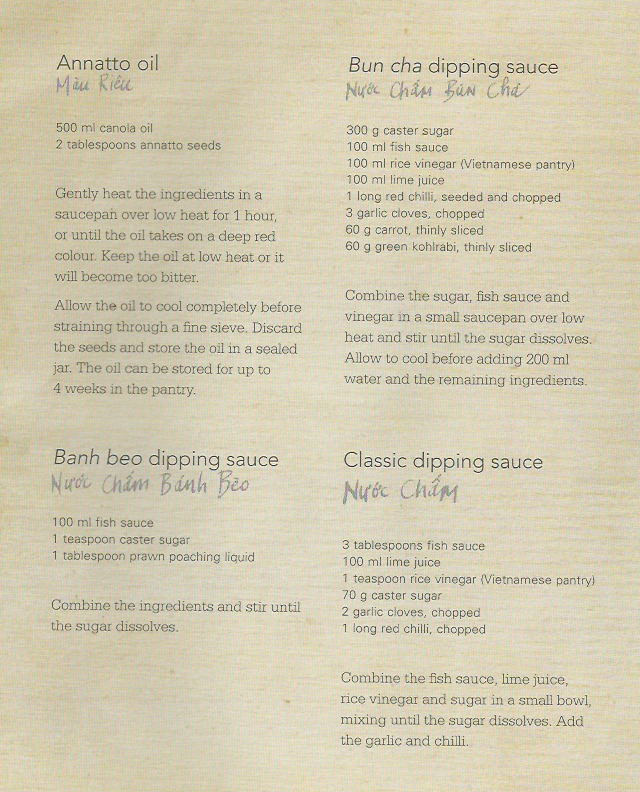 Annatto oil
Màu Riêu
500 ml canola oil
2 tablespoons annatto seeds
Gently heat the ingredients in a
saucepan over low heat for 1 hour,
or until the oil takes on a deep red
colour. Keep the oil at low heat or it
will become too bitter.
Allow the oil to cool completely before
straining through a fine sieve. Discard
the seeds and store the oil in a sealed
jar. The oil can be stored for up to
4 weeks in the pantry.
Bun cha dipping sauce
Nước Chấm Bún Chả
300 g caster sugar
100 ml fish sauce
100 ml rice vinegar (Vietnamese pantry)
100 ml lime juice
1 long red chilli, seeded and chopped
3 garlic cloves, chopped
60 g carrot, thinly sliced
60 g green kohlrabi, thinly sliced
Combine the sugar, fish sauce and
vinegar in a small saucepan over low
heat and stir until the sugar dissolves.
Allow to cool before adding 200 ml
water and the remaining ingredients.
Banh beo dipping sauce
Nước Chấm Bánh Bèo
100 ml fish sauce
1 teaspoon caster sugar
1 tablespoon prawn poaching liquid
Combine the ingredients and stir until
the sugar dissolves.
Classic dipping sauce
Nước Chấm
3 tablespoons fish sauce
100 ml lime juice
1 teaspoon rice vinegar (Vietnamese pantry)
70 g caster sugar
2 garlic cloves, chopped
1 long red chilli, chopped
Combine the fish sauce, lime juice,
rice vinegar and sugar in a small bowl,
mixing until the sugar dissolves. Add
the garlic and chilli.